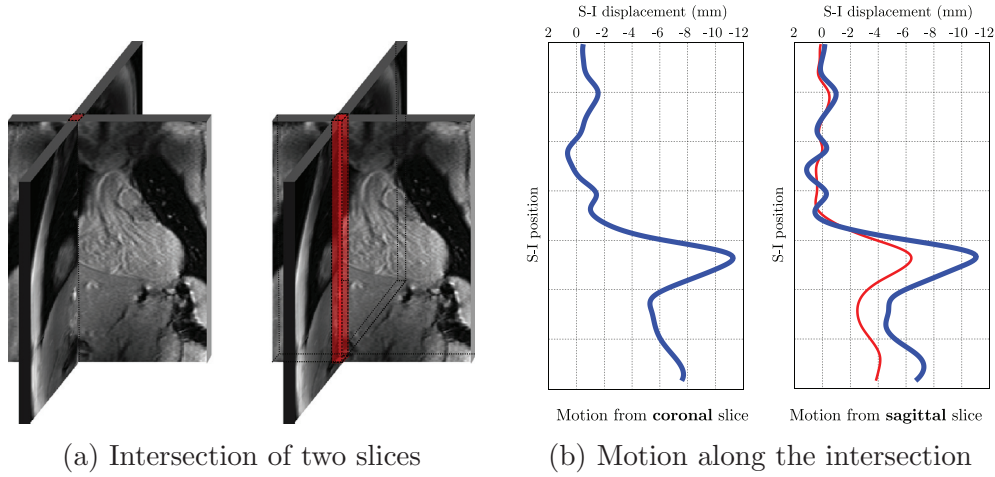 S-I displacement (mm)
2 0 -2 -4 -6 -8 -10 -12
S-I position
Motion from coronal slice
S-I displacement (mm)
2 0 -2 -4 -6 -8 -10 -12
S-I position
Motion from sagittal slice
(a) Intersection of two slices
(b) Motion along the intersection